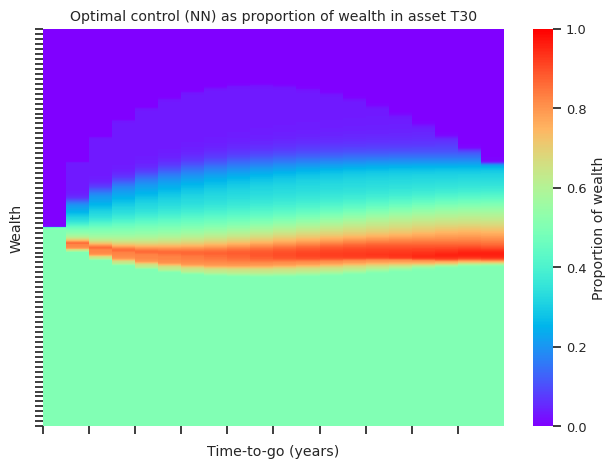 Optimal control (NN) as proportion of wealth in asset T30
1.0
0.8
0.6
0.4
0.2
0.0
Wealth
Proportion of wealth
Time-to-go (years)